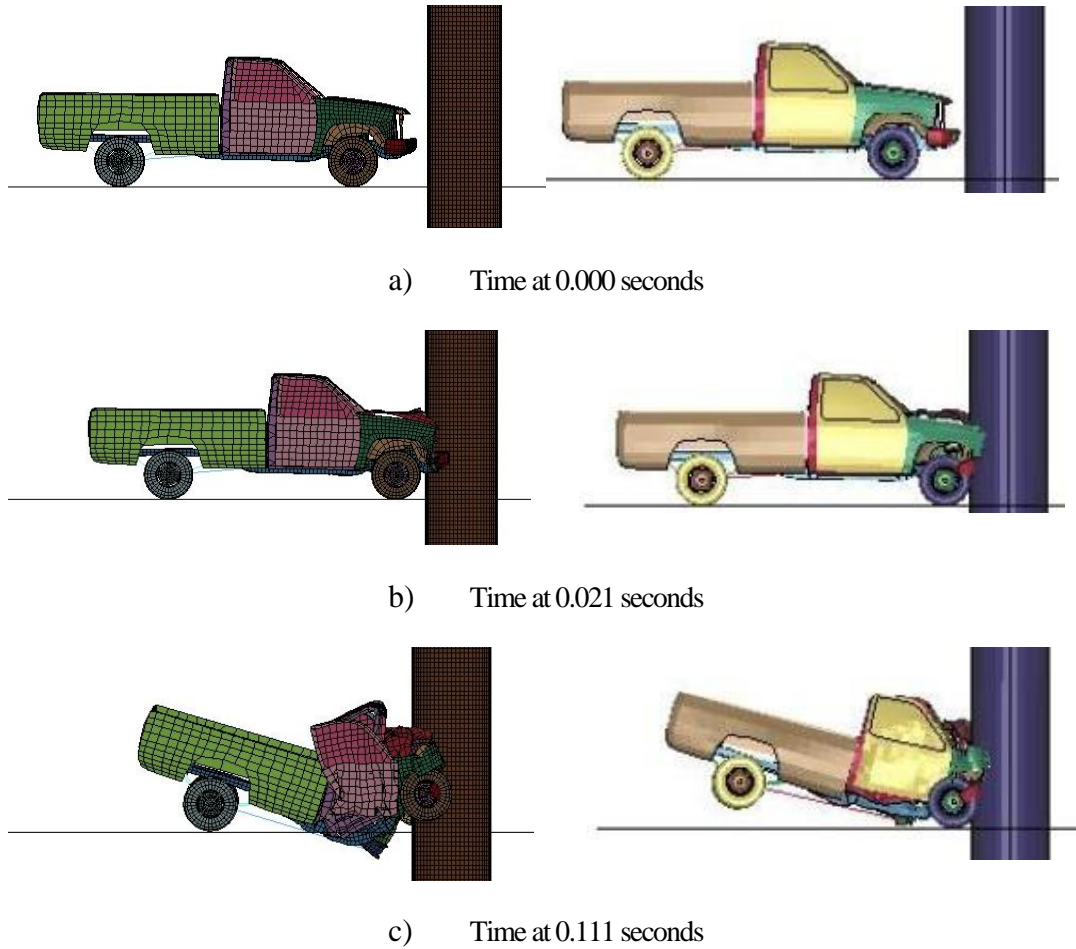 a) Time at 0.000 seconds
b) Time at 0.021 seconds
c) Time at 0.111 seconds